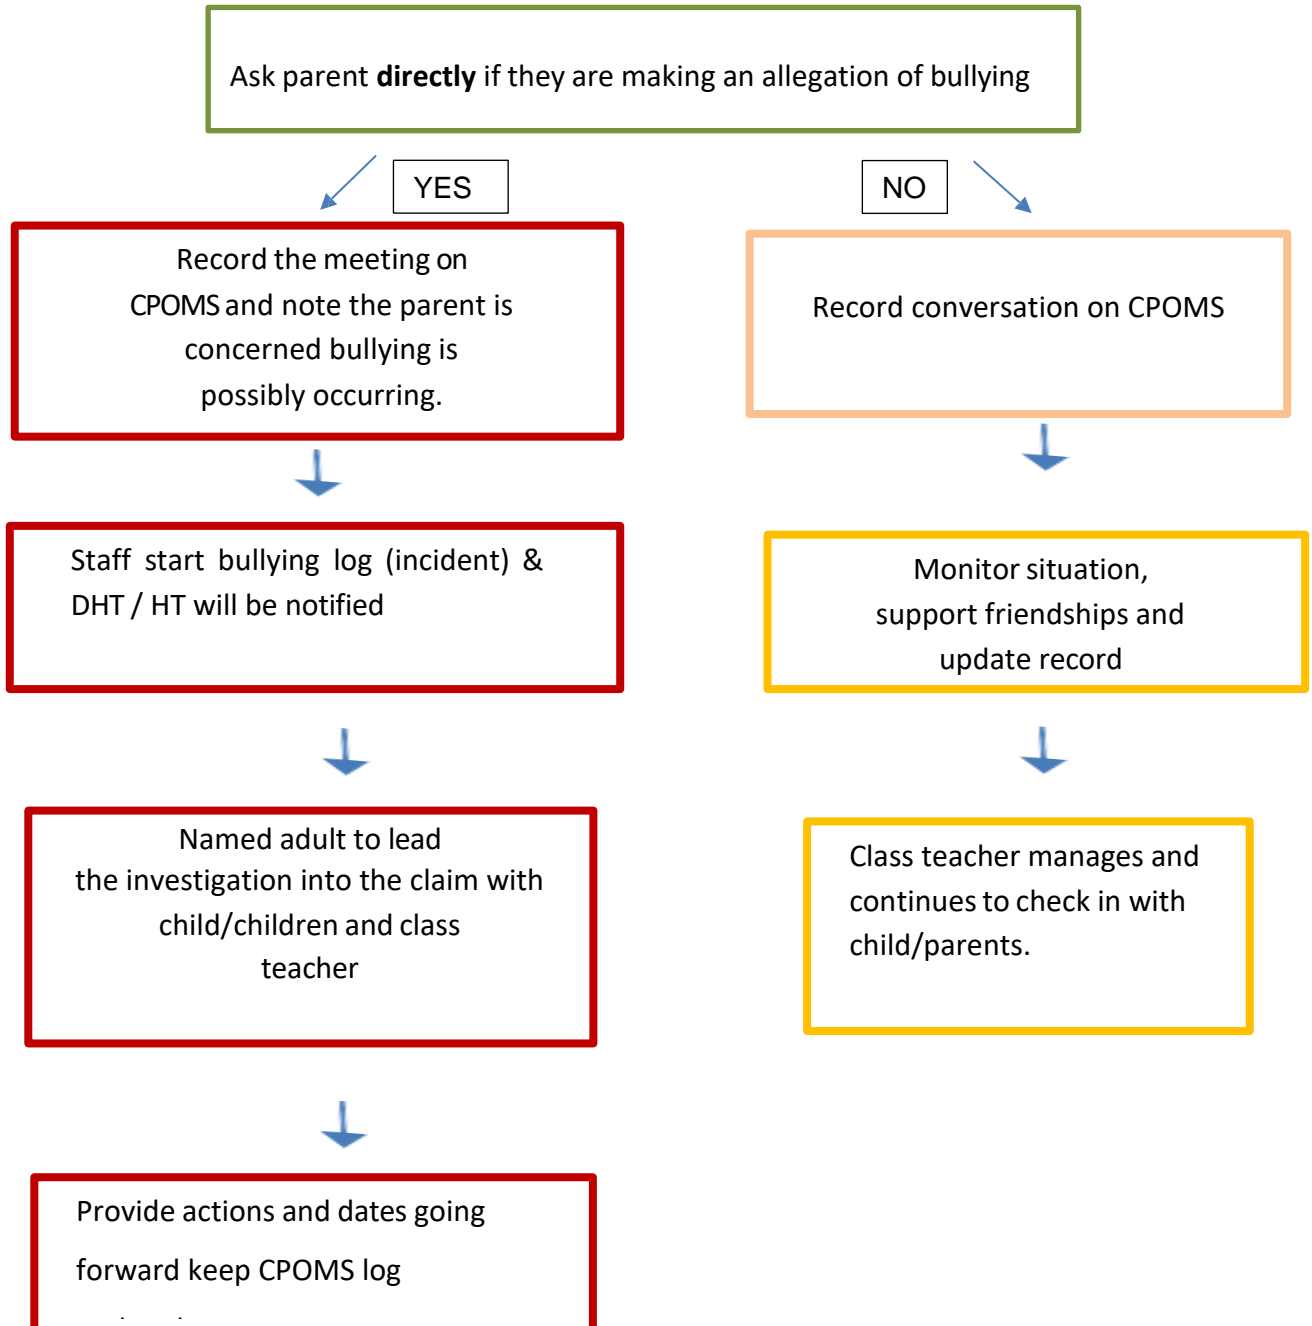 Ask parent directly if they are making an allegation of bullying
YES
NO
Record the meeting on
CPOMS and note the parent is
concerned bullying is
possibly occurring.
Record conversation on CPOMS
Staff start bullying log (incident) &
DHT / HT will be notified
Monitor situation,
support friendships and
update record
Named adult to lead
the investigation into the claim with
child/children and class
teacher
Class teacher manages and
continues to check in with
child/parents.
Provide actions and dates going
forward keep CPOMS log